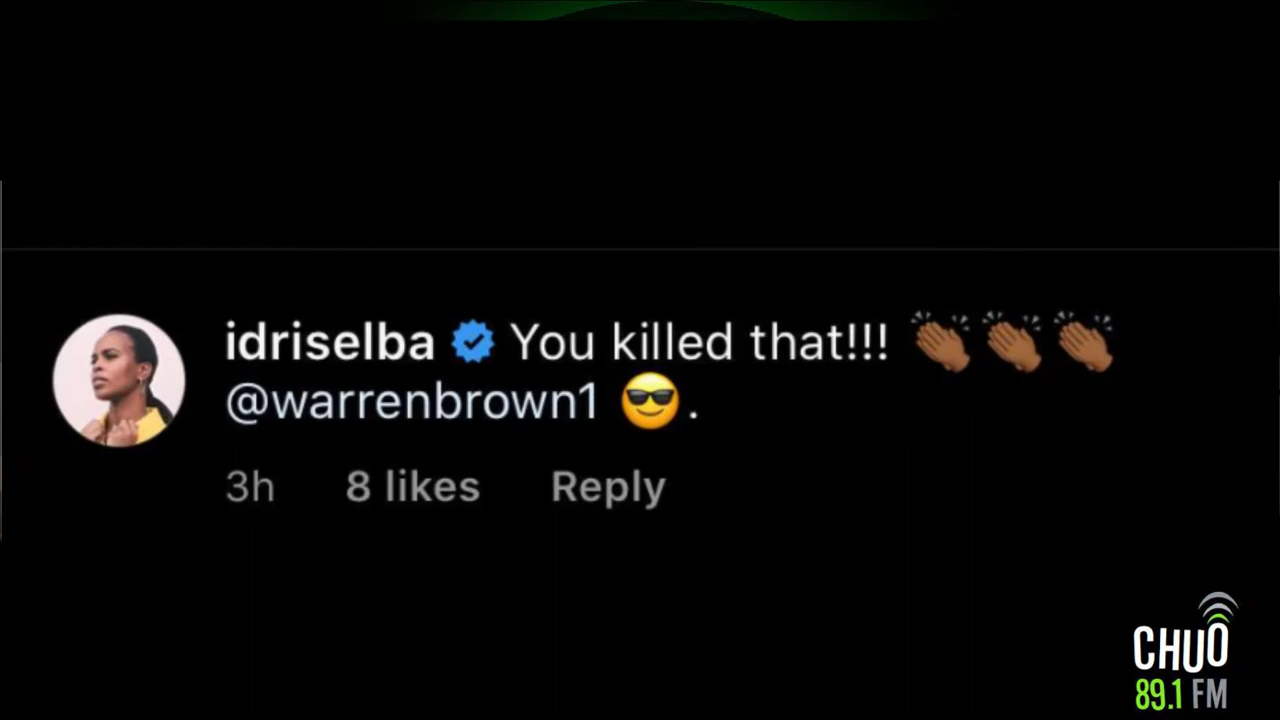 idriselba You killed that!!! 👏🏾👏🏾👏🏾
@warrenbrown1 😎.
3h 8 likes Reply
CHUO
89.1 FM